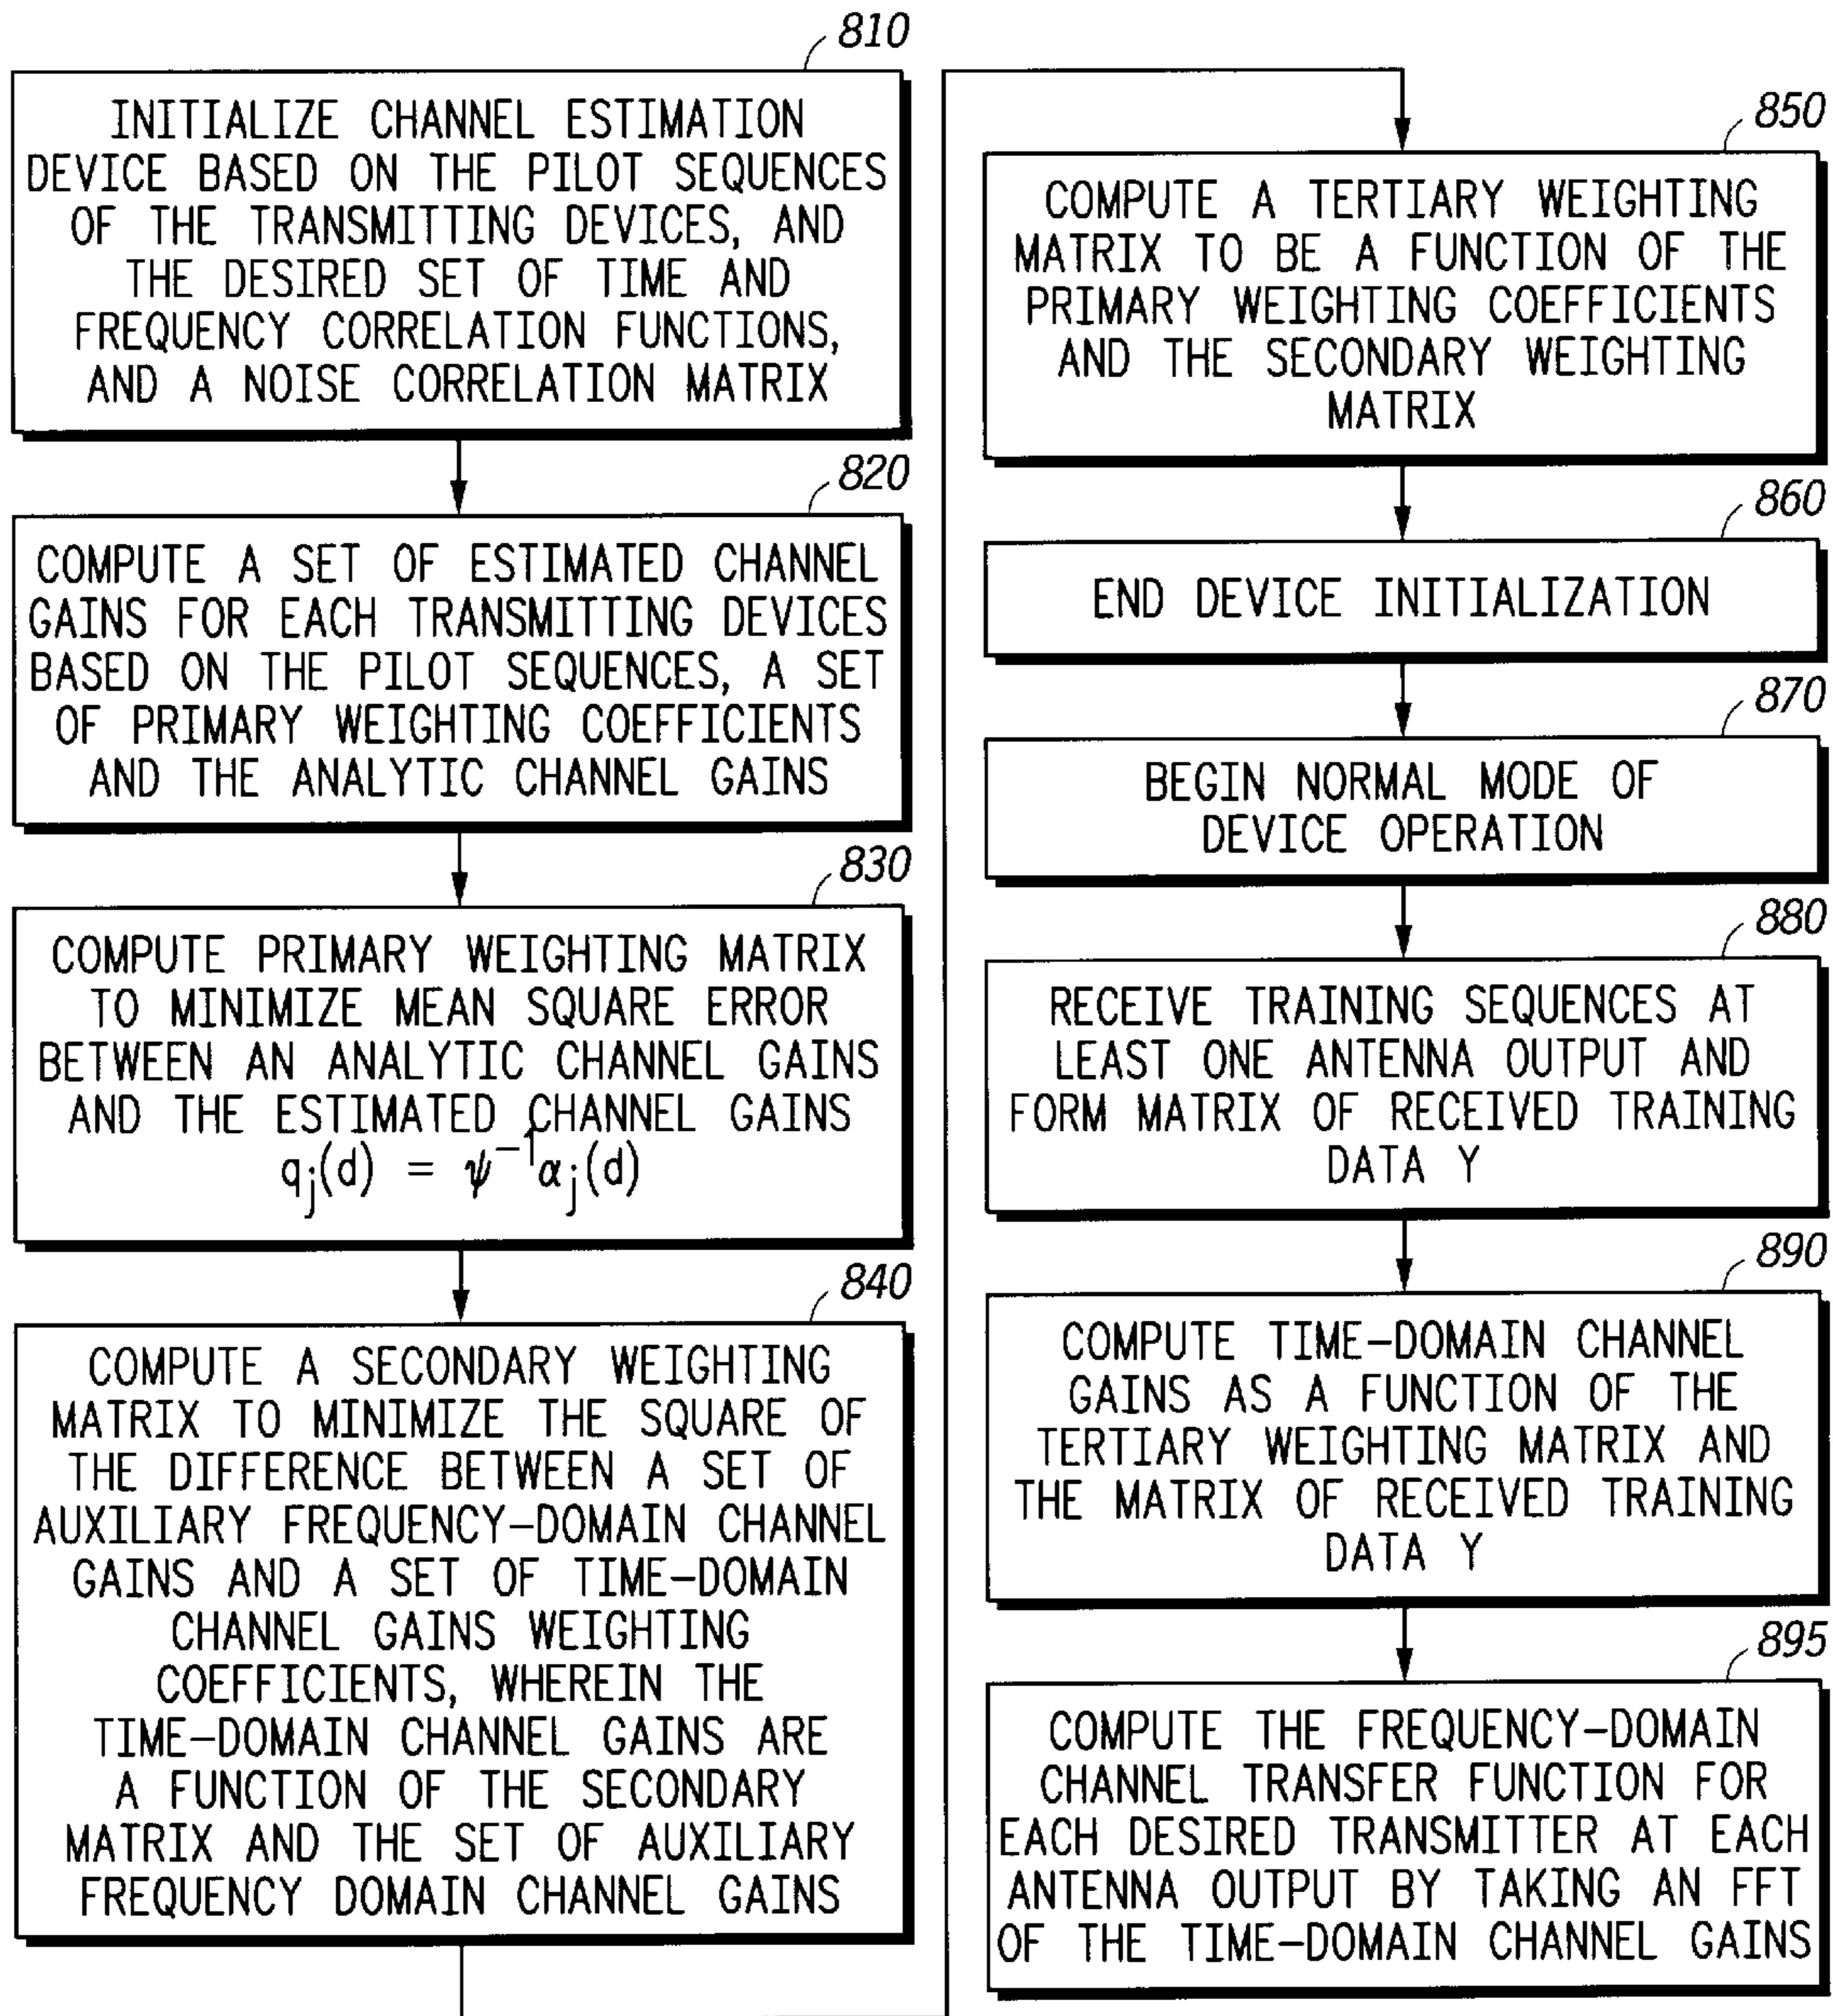 810
INITIALIZE CHANNEL ESTIMATION
DEVICE BASED ON THE PILOT SEQUENCES
OF THE TRANSMITTING DEVICES, AND
THE DESIRED SET OF TIME AND
FREQUENCY CORRELATION FUNCTIONS,
AND A NOISE CORRELATION MATRIX
820
COMPUTE A SET OF ESTIMATED CHANNEL
GAINS FOR EACH TRANSMITTING DEVICES
BASED ON THE PILOT SEQUENCES, A SET
OF PRIMARY WEIGHTING COEFFICIENTS
AND THE ANALYTIC CHANNEL GAINS
830
COMPUTE PRIMARY WEIGHTING MATRIX
TO MINIMIZE MEAN SQUARE ERROR
BETWEEN AN ANALYTIC CHANNEL GAINS
AND THE ESTIMATED CHANNEL GAINS
qj(d) = ψ⁻¹αj(d)
840
COMPUTE A SECONDARY WEIGHTING
MATRIX TO MINIMIZE THE SQUARE OF
THE DIFFERENCE BETWEEN A SET OF
AUXILIARY FREQUENCY-DOMAIN CHANNEL
GAINS AND A SET OF TIME-DOMAIN
CHANNEL GAINS WEIGHTING
COEFFICIENTS, WHEREIN THE
TIME-DOMAIN CHANNEL GAINS ARE
A FUNCTION OF THE SECONDARY
MATRIX AND THE SET OF AUXILIARY
FREQUENCY DOMAIN CHANNEL GAINS
850
COMPUTE A TERTIARY WEIGHTING
MATRIX TO BE A FUNCTION OF THE
PRIMARY WEIGHTING COEFFICIENTS
AND THE SECONDARY WEIGHTING
MATRIX
860
END DEVICE INITIALIZATION
870
BEGIN NORMAL MODE OF
DEVICE OPERATION
880
RECEIVE TRAINING SEQUENCES AT
LEAST ONE ANTENNA OUTPUT AND
FORM MATRIX OF RECEIVED TRAINING
DATA Y
890
COMPUTE TIME-DOMAIN CHANNEL
GAINS AS A FUNCTION OF THE
TERTIARY WEIGHTING MATRIX AND
THE MATRIX OF RECEIVED TRAINING
DATA Y
895
COMPUTE THE FREQUENCY-DOMAIN
CHANNEL TRANSFER FUNCTION FOR
EACH DESIRED TRANSMITTER AT EACH
ANTENNA OUTPUT BY TAKING AN FFT
OF THE TIME-DOMAIN CHANNEL GAINS